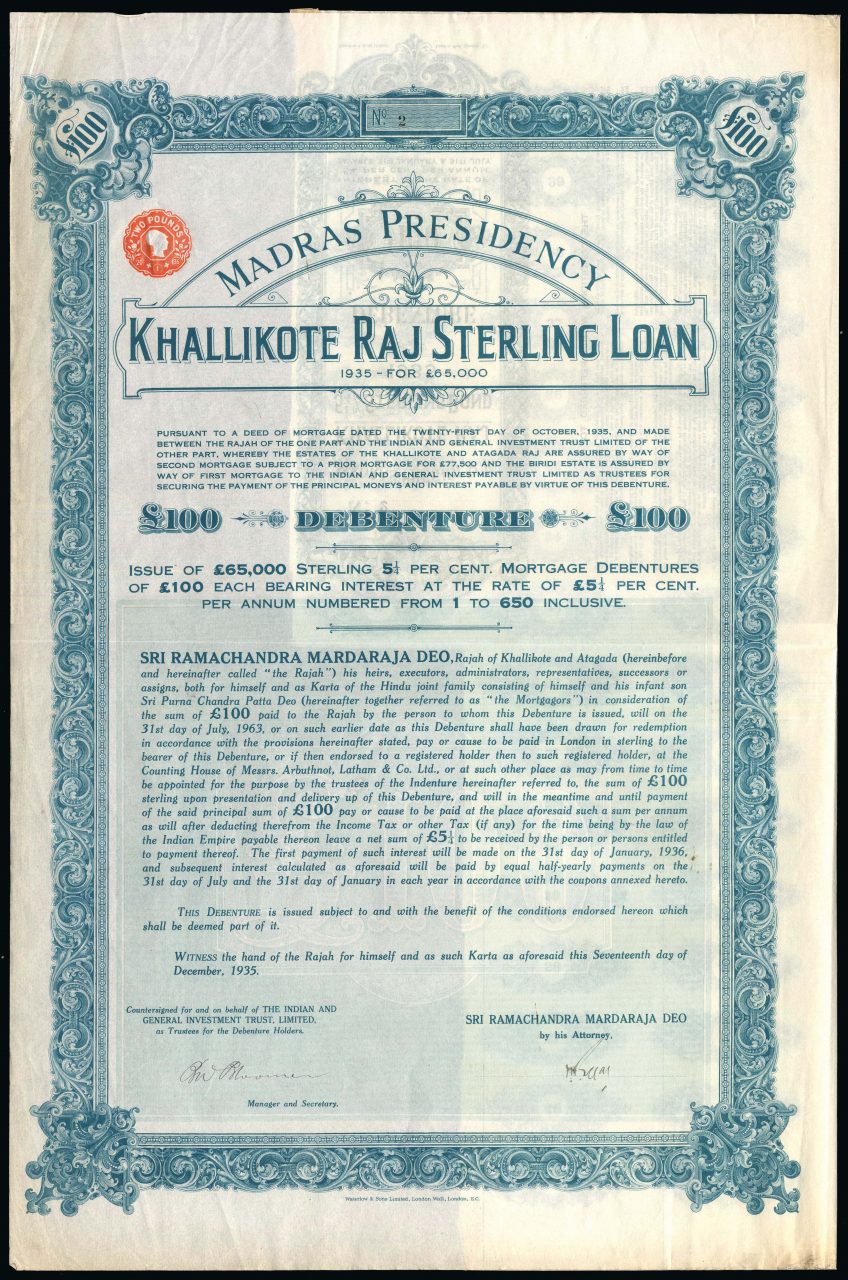 £100
Nº 2
£100
TWO POUNDS
MADRAS PRESIDENCY
KHALLIKOTE RAJ STERLING LOAN
1935 - FOR £65,000
PURSUANT TO A DEED OF MORTGAGE DATED THE TWENTY-FIRST DAY OF OCTOBER, 1935, AND MADE
BETWEEN THE RAJAH OF THE ONE PART AND THE INDIAN AND GENERAL INVESTMENT TRUST LIMITED OF THE
OTHER PART, WHEREBY THE ESTATES OF THE KHALLIKOTE AND ATAGADA RAJ ARE ASSURED BY WAY OF
SECOND MORTGAGE SUBJECT TO A PRIOR MORTGAGE FOR £77,500 AND THE BIRIDI ESTATE IS ASSURED BY
WAY OF FIRST MORTGAGE TO THE INDIAN AND GENERAL INVESTMENT TRUST LIMITED AS TRUSTEES FOR
SECURING THE PAYMENT OF THE PRINCIPAL MONEYS AND INTEREST PAYABLE BY VIRTUE OF THIS DEBENTURE.
£100 DEBENTURE £100
ISSUE OF £65,000 STERLING 5¼ PER CENT. MORTGAGE DEBENTURES
OF £100 EACH BEARING INTEREST AT THE RATE OF £5¼ PER CENT.
PER ANNUM NUMBERED FROM 1 TO 650 INCLUSIVE.
SRI RAMACHANDRA MARDARAJA DEO, Rajah of Khallikote and Atagada (hereinbefore
and hereinafter called "the Rajah") his heirs, executors, administrators, representatives, successors or
assigns, both for himself and as Karta of the Hindu joint family consisting of himself and his infant son
Sri Purna Chandra Patta Deo (hereinafter together referred to as "the Mortgagors") in consideration of
the sum of £100 paid to the Rajah by the person to whom this Debenture is issued, will on the
31st day of July, 1963, or on such earlier date as this Debenture shall have been drawn for redemption
in accordance with the provisions hereinafter stated, pay or cause to be paid in London in sterling to the
bearer of this Debenture, or if then endorsed to a registered holder then to such registered holder, at the
Counting House of Messrs. Arbuthnot, Latham & Co. Ltd., or at such other place as may from time to time
be appointed for the purpose by the trustees of the Indenture hereinafter referred to, the sum of £100
sterling upon presentation and delivery up of this Debenture, and will in the meantime and until payment
of the said principal sum of £100 pay or cause to be paid at the place aforesaid such a sum per annum
as will after deducting therefrom the Income Tax or other Tax (if any) for the time being by the law of
the Indian Empire payable thereon leave a net sum of £5¼ to be received by the person or persons entitled
to payment thereof. The first payment of such interest will be made on the 31st day of January, 1936,
and subsequent interest calculated as aforesaid will be paid by equal half-yearly payments on the
31st day of July and the 31st day of January in each year in accordance with the coupons annexed hereto.
THIS DEBENTURE is issued subject to and with the benefit of the conditions endorsed hereon which
shall be deemed part of it.
WITNESS the hand of the Rajah for himself and as such Karta as aforesaid this Seventeenth day of
December, 1935.
Countersigned for and on behalf of THE INDIAN AND
GENERAL INVESTMENT TRUST, LIMITED,
as Trustees for the Debenture Holders.
Manager and Secretary.
SRI RAMACHANDRA MARDARAJA DEO
by his Attorney,
Waterlow & Sons Limited, London Wall, London, E.C.